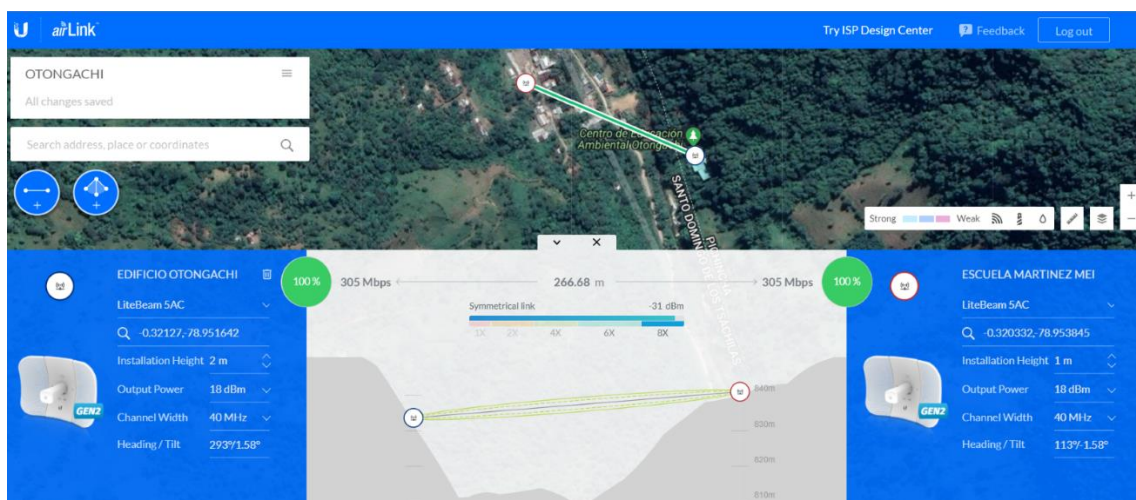 airLink
Try ISP Design Center
Feedback
Log out
OTONGACHI
All changes saved
Search address, place or coordinates
Centro de Educación
Ambiental Otongachi
SANTO DOMINGO DE LOS TSACHILAS
PICHINCHA
Strong
Weak
EDIFICIO OTONGACHI
LiteBeam 5AC
-0.32127,-78.951642
Installation Height 2 m
Output Power 18 dBm
Channel Width 40 MHz
Heading / Tilt 293°/1.58°
GEN2
100%
305 Mbps
266.68 m
305 Mbps
100%
Symmetrical link -31 dBm
1X 2X 4X 6X 8X
840m
820m
820m
810m
ESCUELA MARTINEZ MEI
LiteBeam 5AC
-0.320332,-78.953845
Installation Height 1 m
Output Power 18 dBm
Channel Width 40 MHz
Heading / Tilt 113°/-1.58°
GEN2